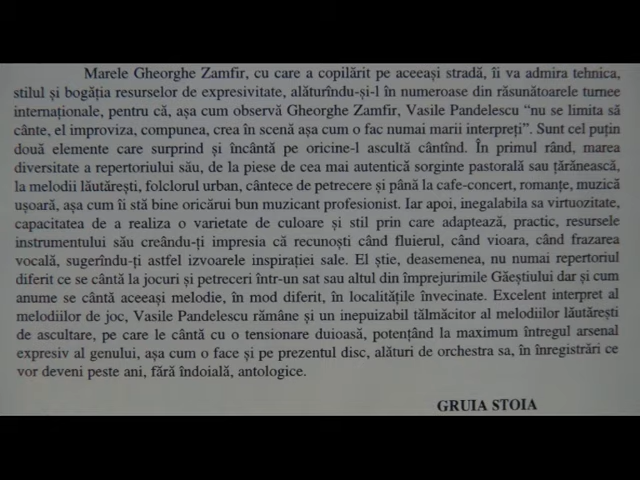 Marele Gheorghe Zamfir, cu care a copilărit pe aceeași stradă, îi va admira tehnica,
stilul și bogăția resurselor de expresivitate, alăturîndu-și-l în numeroase din răsunătoarele turnee
internaționale, pentru că, așa cum observă Gheorghe Zamfir, Vasile Pandelescu “nu se limita să
cânte, el improviza, compunea, crea în scenă așa cum o fac numai marii interpreți”. Sunt cel puțin
două elemente care surprind și încântă pe oricine-l ascultă cântînd. În primul rând, marea
diversitate a repertoriului său, de la piese de cea mai autentică sorginte pastorală sau țărănească,
la melodii lăutărești, folclorul urban, cântece de petrecere și până la cafe-concert, romanțe, muzică
ușoară, așa cum îi stă bine oricărui bun muzicant profesionist. Iar apoi, inegalabila sa virtuozitate,
capacitatea de a realiza o varietate de culoare și stil prin care adaptează, practic, resursele
instrumentului său creându-ți impresia că recunoști când fluierul, când vioara, când frazarea
vocală, sugerîndu-ți astfel izvoarele inspirației sale. El știe, deasemenea, nu numai repertoriul
diferit ce se cântă la jocuri și petreceri într-un sat sau altul din împrejurimile Găeștiului dar și cum
anume se cântă aceeași melodie, în mod diferit, în localitățile învecinate. Excelent interpret al
melodiilor de joc, Vasile Pandelescu rămâne și un inepuizabil tălmăcitor al melodiilor lăutărești
de ascultare, pe care le cântă cu o tensionare duioasă, potențând la maximum întregul arsenal
expresiv al genului, așa cum o face și pe prezentul disc, alături de orchestra sa, în înregistrări ce
vor deveni peste ani, fără îndoială, antologice.
GRUIA STOIA